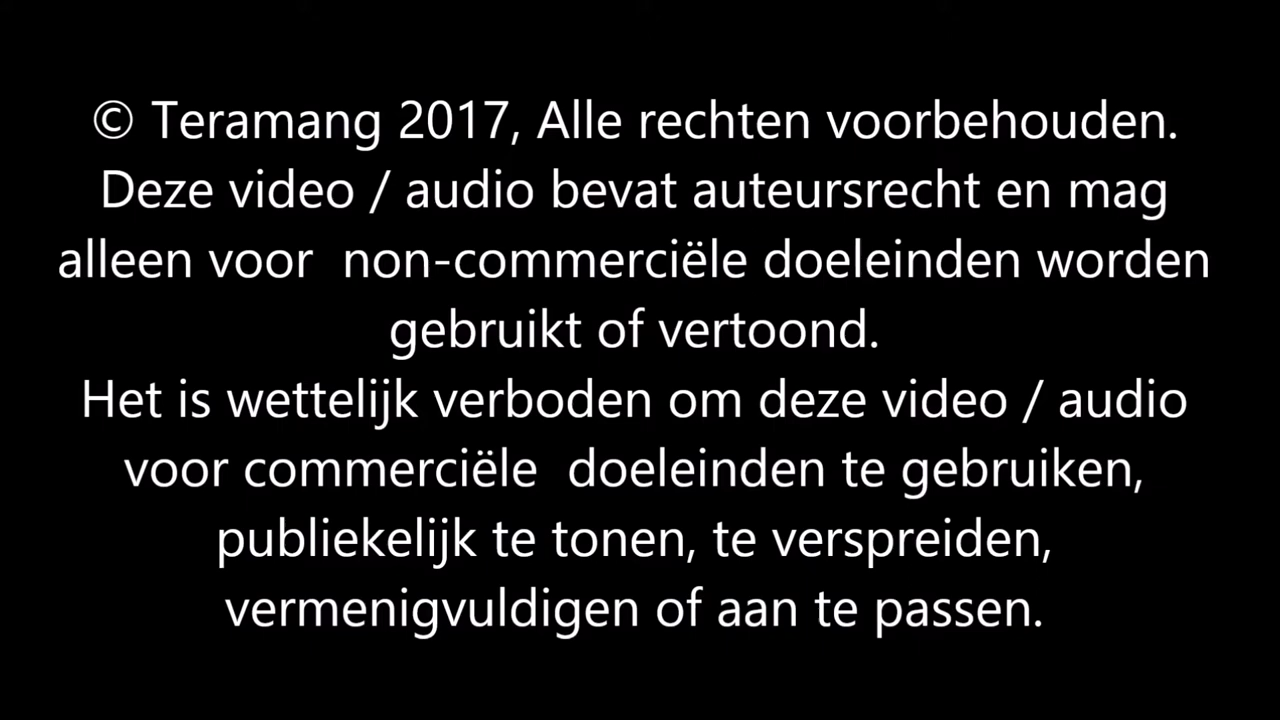 © Teramang 2017, Alle rechten voorbehouden.
Deze video / audio bevat auteursrecht en mag
alleen voor  non-commerciële doeleinden worden
gebruikt of vertoond.
Het is wettelijk verboden om deze video / audio
voor commerciële  doeleinden te gebruiken,
publiekelijk te tonen, te verspreiden,
vermenigvuldigen of aan te passen.